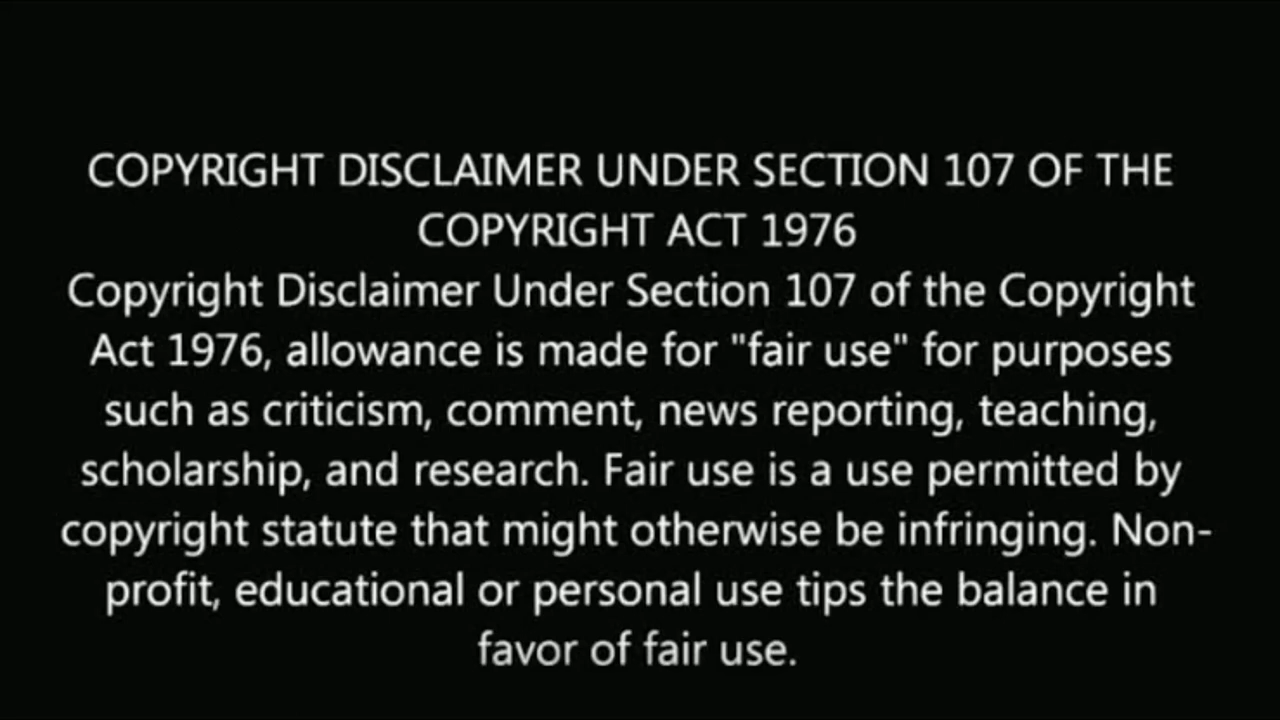 COPYRIGHT DISCLAIMER UNDER SECTION 107 OF THE
COPYRIGHT ACT 1976
Copyright Disclaimer Under Section 107 of the Copyright
Act 1976, allowance is made for "fair use" for purposes
such as criticism, comment, news reporting, teaching,
scholarship, and research. Fair use is a use permitted by
copyright statute that might otherwise be infringing. Non-
profit, educational or personal use tips the balance in
favor of fair use.